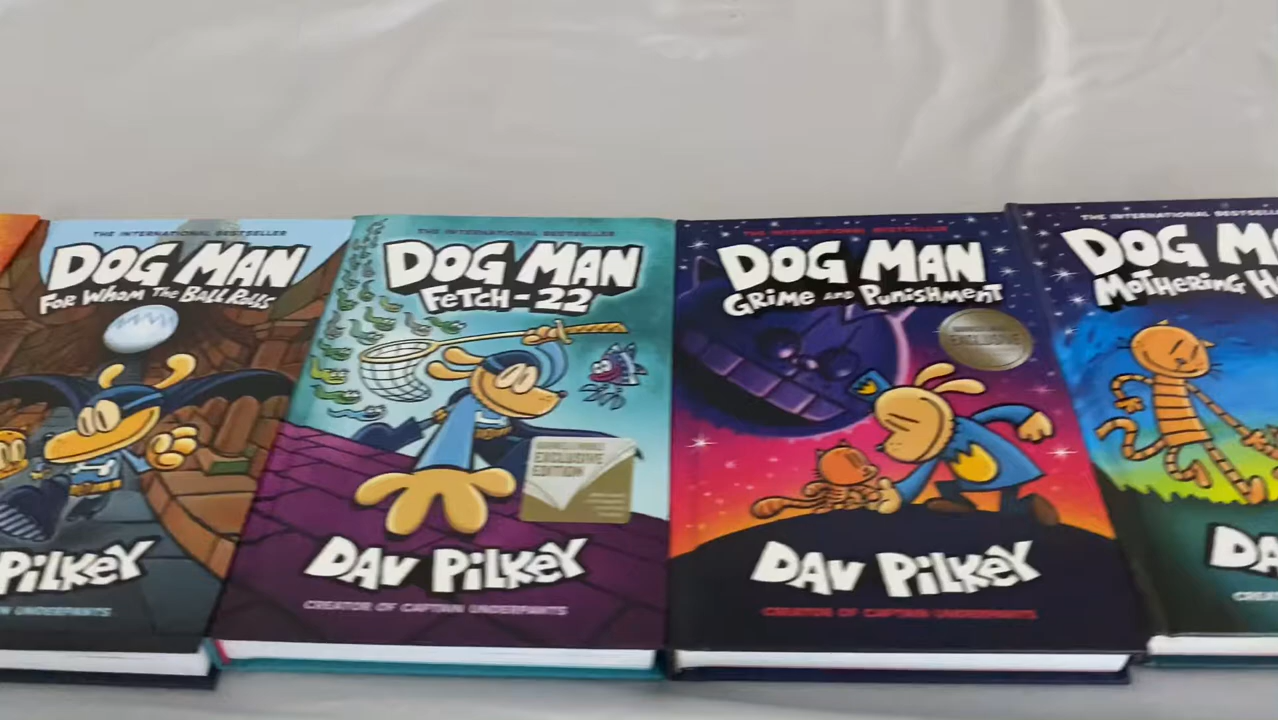 THE INTERNATIONAL BESTSELLER
DOG MAN
FOR WHOM THE BALL ROLLS
PILKEY
UNDERPANTS
THE INTERNATIONAL BESTSELLER
DOG MAN
FETCH-22
EXCLUSIVE
EDITION
DAV PILKEY
CREATOR OF CAPTAIN UNDERPANTS
THE INTERNATIONAL BESTSELLER
DOG MAN
GRIME AND PUNISHMENT
EXCLUSIVE
DAV PILKEY
CREATOR OF CAPTAIN UNDERPANTS
THE INTERNATIONAL
DOG
MOTHERING